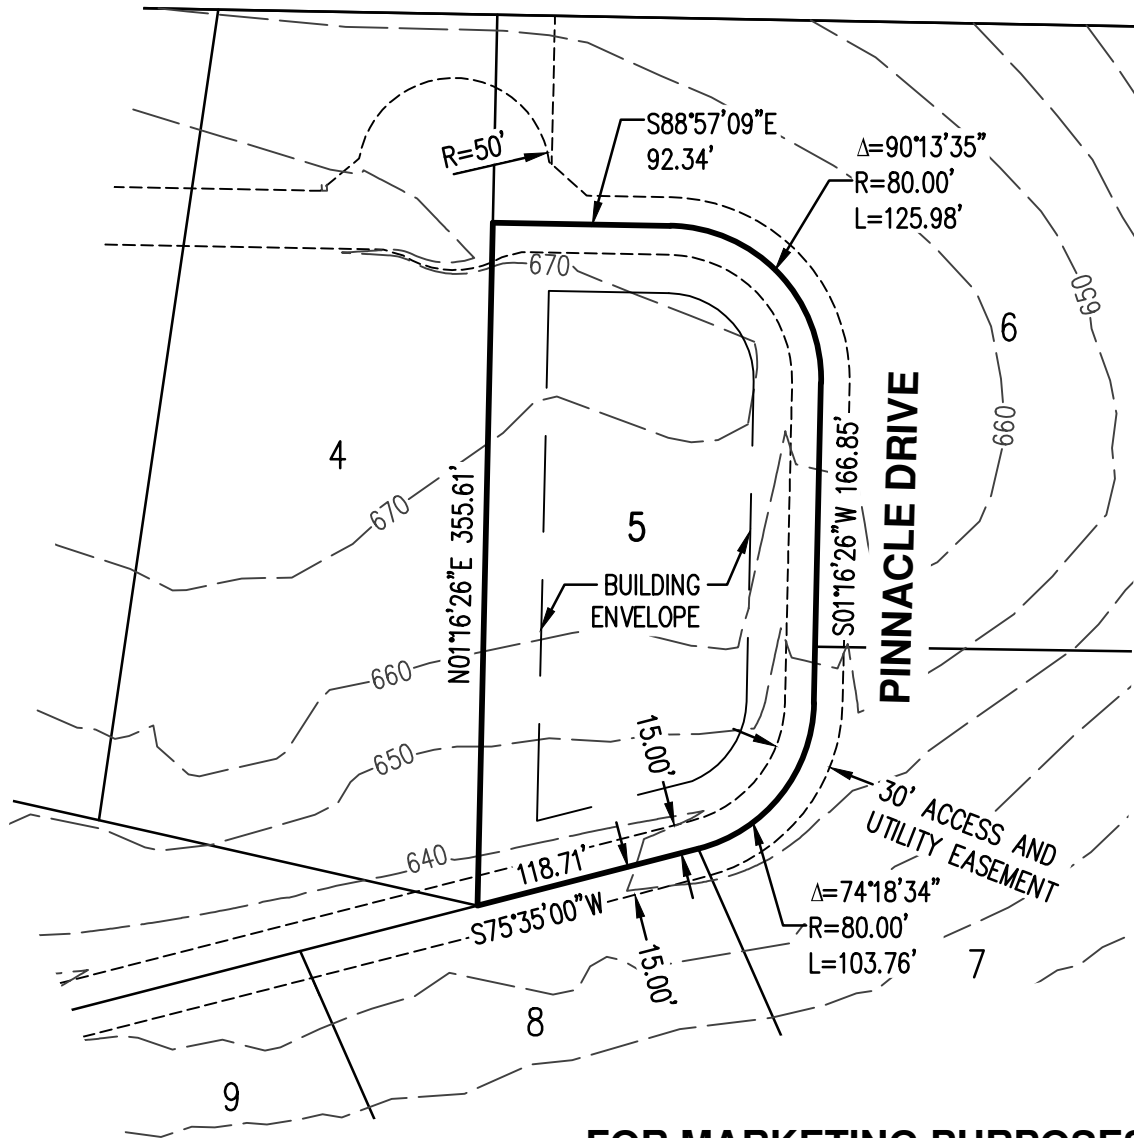 S88°57'09"E
92.34'
R=50'
Δ=90°13'35"
R=80.00'
L=125.98'
670
650
6
660
4
670
5
PINNACLE DRIVE
S01°16'26"W 166.85'
N01°16'26"E 355.61'
BUILDING
ENVELOPE
660
650
15.00'
640
118.71'
S75°35'00"W
30' ACCESS AND
UTILITY EASEMENT
Δ=74°18'34"
R=80.00'
L=103.76'
15.00'
7
8
9
FOR MARKETING PURPOSES